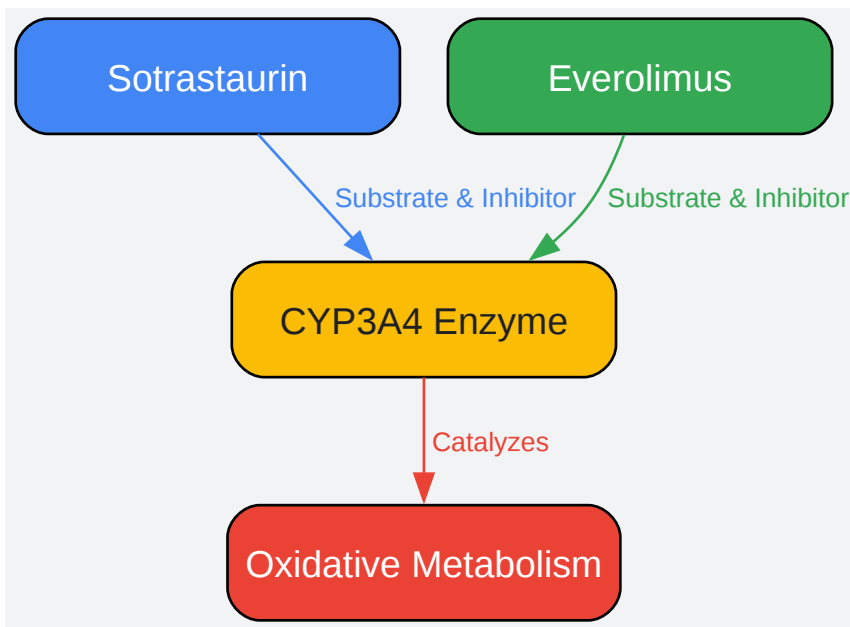 Sotrastaurin
Everolimus
Substrate & Inhibitor
Substrate & Inhibitor
CYP3A4 Enzyme
Catalyzes
Oxidative Metabolism